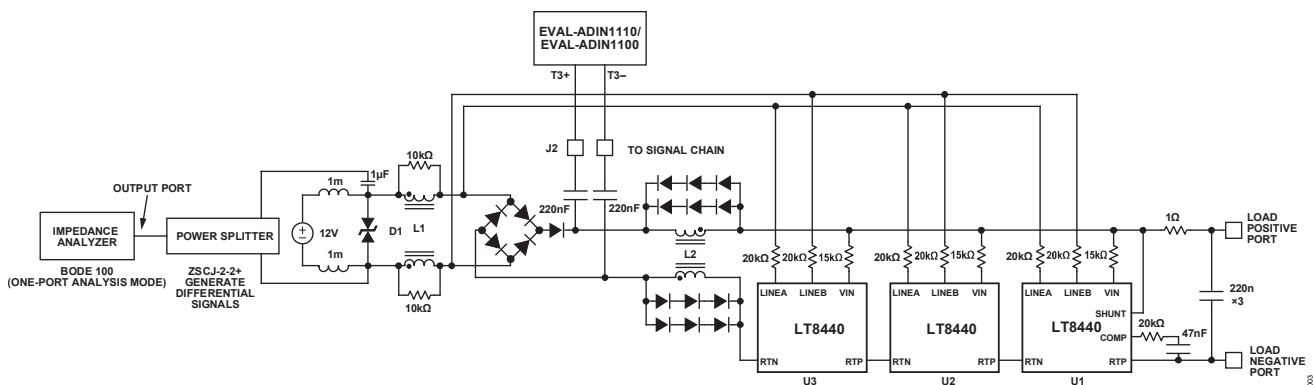 EVAL-ADIN1110/
EVAL-ADIN1100
T3+
T3–
J2
TO SIGNAL CHAIN
10kΩ
1µF
1m
OUTPUT PORT
220nF
220nF
1Ω
LOAD
POSITIVE
PORT
IMPEDANCE
ANALYZER
POWER SPLITTER
12V
D1
L1
L2
BODE 100
(ONE-PORT ANALYSIS MODE)
ZSCJ-2-2+
GENERATE
DIFFERENTIAL
SIGNALS
1m
10kΩ
20kΩ
20kΩ
15kΩ
20kΩ
20kΩ
15kΩ
20kΩ
20kΩ
15kΩ
220n
×3
LINEA
LINEB
VIN
LT8440
RTN
RTP
U3
LINEA
LINEB
VIN
LT8440
RTN
RTP
U2
LINEA
LINEB
VIN
SHUNT
LT8440
COMP
20kΩ
47nF
RTN
RTP
U1
LOAD
NEGATIVE
PORT